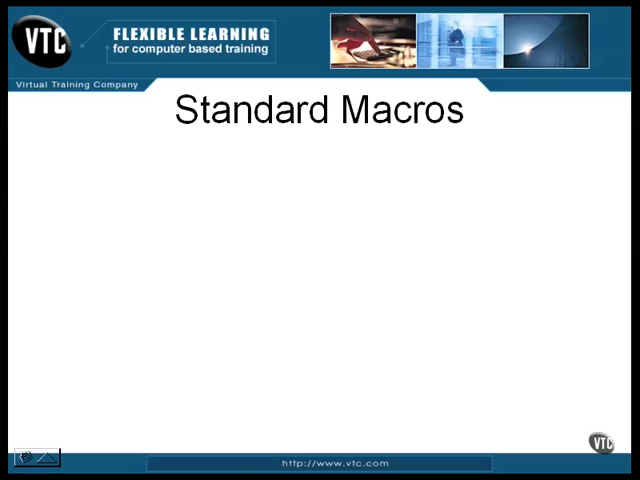 VTC
FLEXIBLE LEARNING
for computer based training
Virtual Training Company
Standard Macros
VTC
http://www.vtc.com